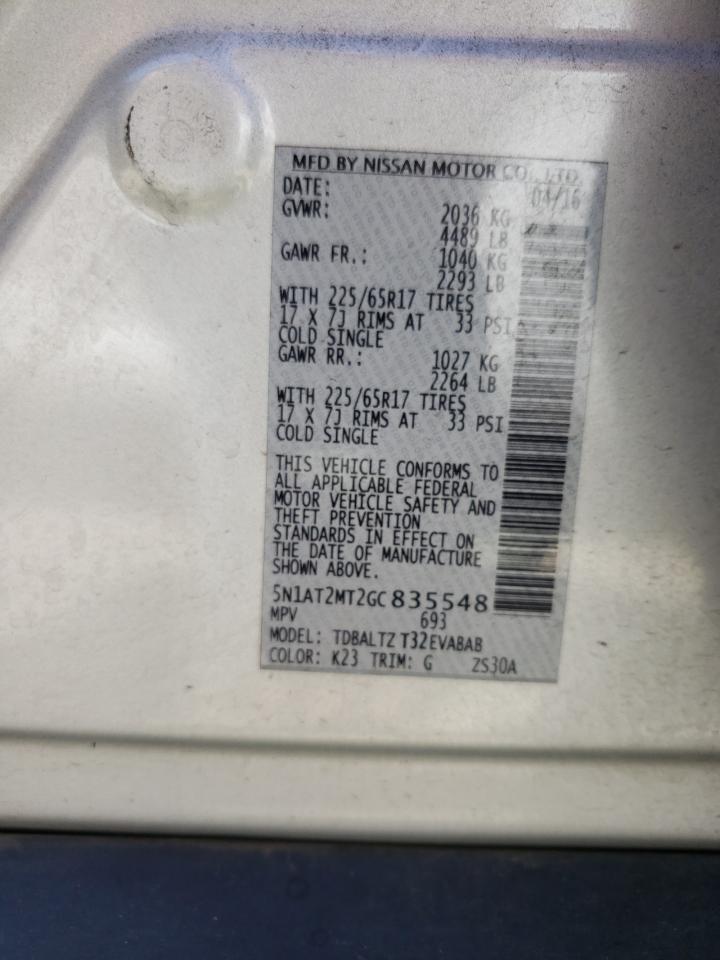 MFD BY NISSAN MOTOR CO., LTD.
DATE: 04/16
GVWR: 2036 KG
4489 LB
GAWR FR.: 1040 KG
2293 LB
WITH 225/65R17 TIRES
17 X 7J RIMS AT 33 PSI
COLD SINGLE
GAWR RR.: 1027 KG
2264 LB
WITH 225/65R17 TIRES
17 X 7J RIMS AT 33 PSI
COLD SINGLE
THIS VEHICLE CONFORMS TO
ALL APPLICABLE FEDERAL
MOTOR VEHICLE SAFETY AND
THEFT PREVENTION
STANDARDS IN EFFECT ON
THE DATE OF MANUFACTURE
SHOWN ABOVE.
5N1AT2MT2GC835548
MPV 693
MODEL: TDBALTZ T32EVABAB
COLOR: K23 TRIM: G ZS30A